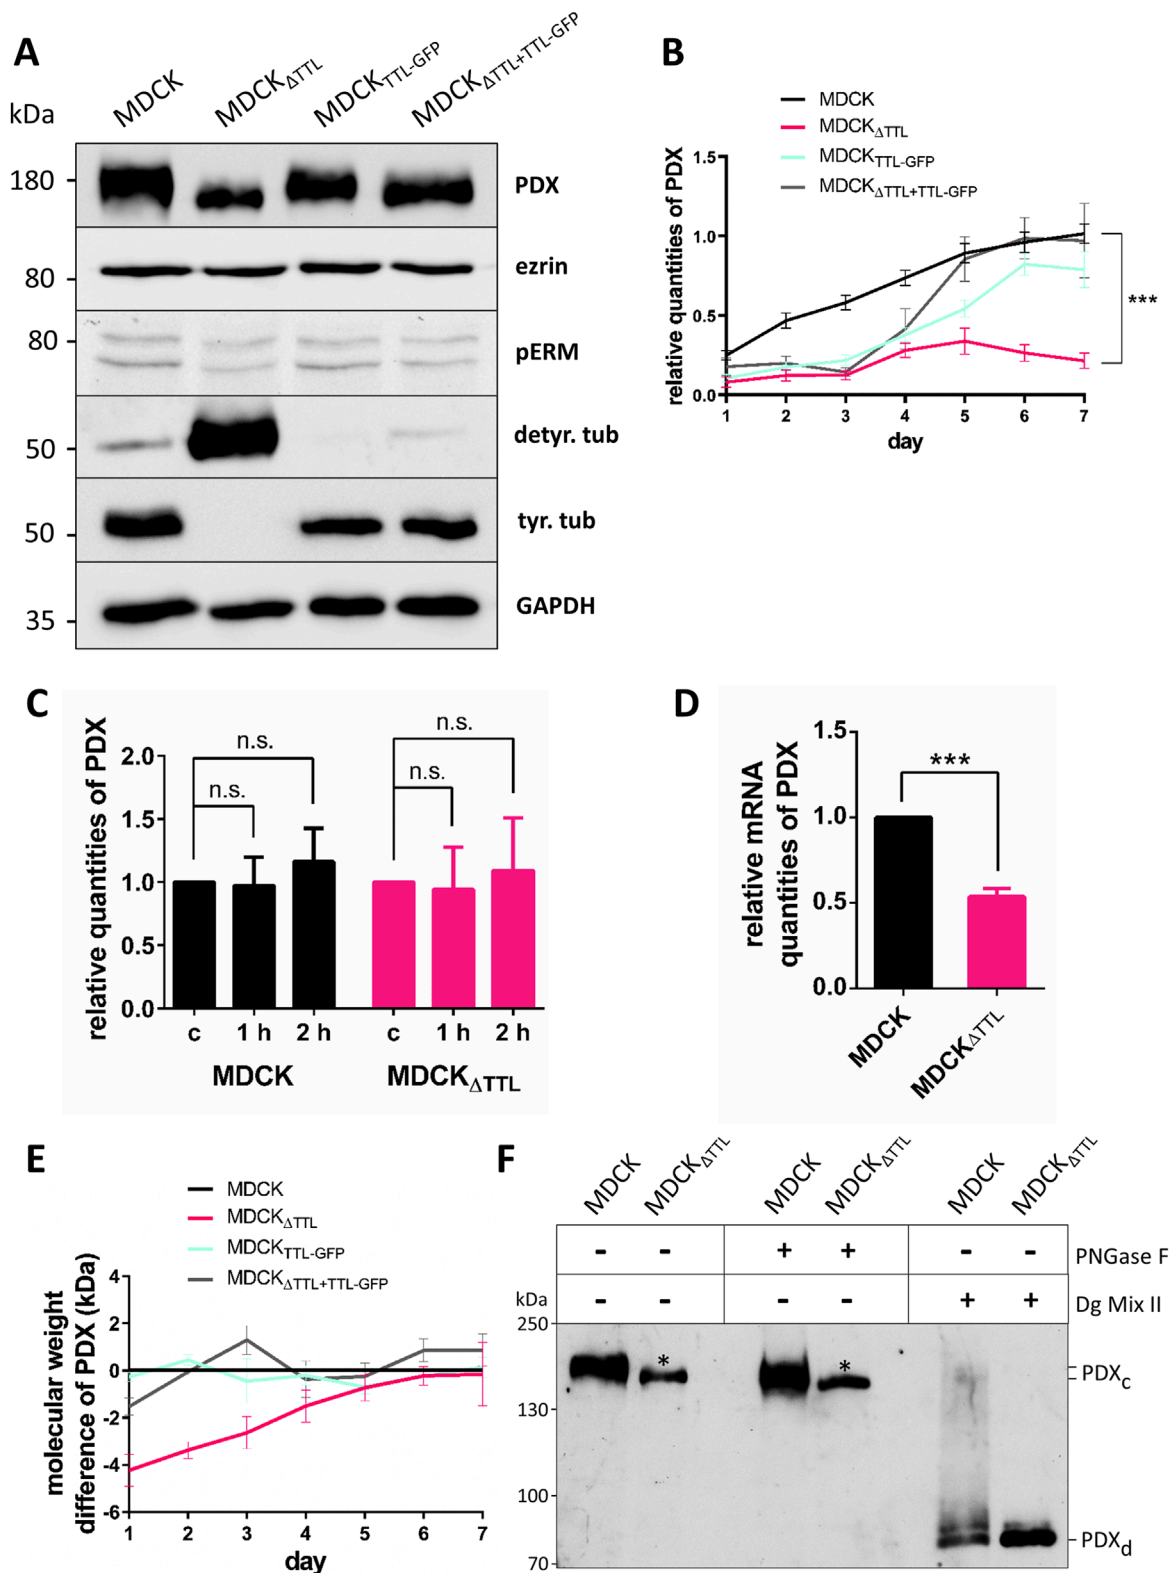 A
kDa
MDCK
MDCKΔTTL
MDCKTTL-GFP
MDCKΔTTL+TTL-GFP
180
PDX
80
ezrin
80
pERM
50
detyr. tub
50
tyr. tub
35
GAPDH
B
MDCK
MDCKΔTTL
MDCKTTL-GFP
MDCKΔTTL+TTL-GFP
relative quantities of PDX
1.5
1.0
0.5
0.0
***
1 2 3 4 5 6 7
day
C
relative quantities of PDX
2.0
1.5
1.0
0.5
0.0
n.s.
n.s.
n.s.
n.s.
c 1 h 2 h c 1 h 2 h
MDCK MDCKΔTTL
D
relative mRNA
quantities of PDX
1.5
1.0
0.5
0.0
***
MDCK
MDCKΔTTL
E
MDCK
MDCKΔTTL
MDCKTTL-GFP
MDCKΔTTL+TTL-GFP
molecular weight
difference of PDX (kDa)
4
2
0
-2
-4
-6
1 2 3 4 5 6 7
day
F
MDCK MDCKΔTTL MDCK MDCKΔTTL MDCK MDCKΔTTL
- - + + - - PNGase F
- - - - + + Dg Mix II
kDa
250
* *
PDXc
130
100
PDXd
70